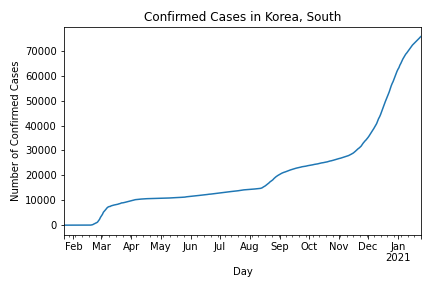 Confirmed Cases in Korea, South
Number of Confirmed Cases
70000
60000
50000
40000
30000
20000
10000
0
Feb Mar Apr May Jun Jul Aug Sep Oct Nov Dec Jan
2021
Day